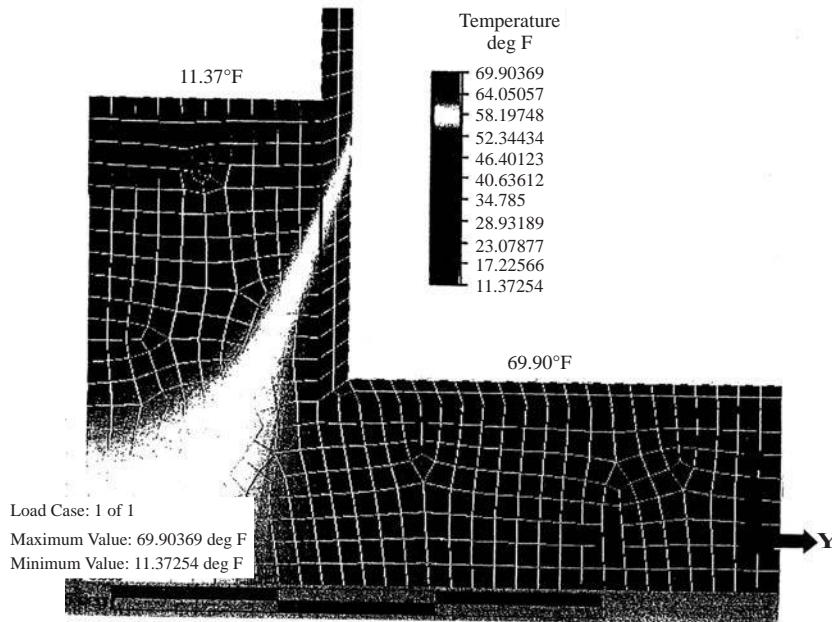 Temperature
deg F
11.37°F
69.90369
64.05057
58.19748
52.34434
46.40123
40.63612
34.785
28.93189
23.07877
17.22566
11.37254
69.90°F
Load Case: 1 of 1
Maximum Value: 69.90369 deg F
Minimum Value: 11.37254 deg F
Y